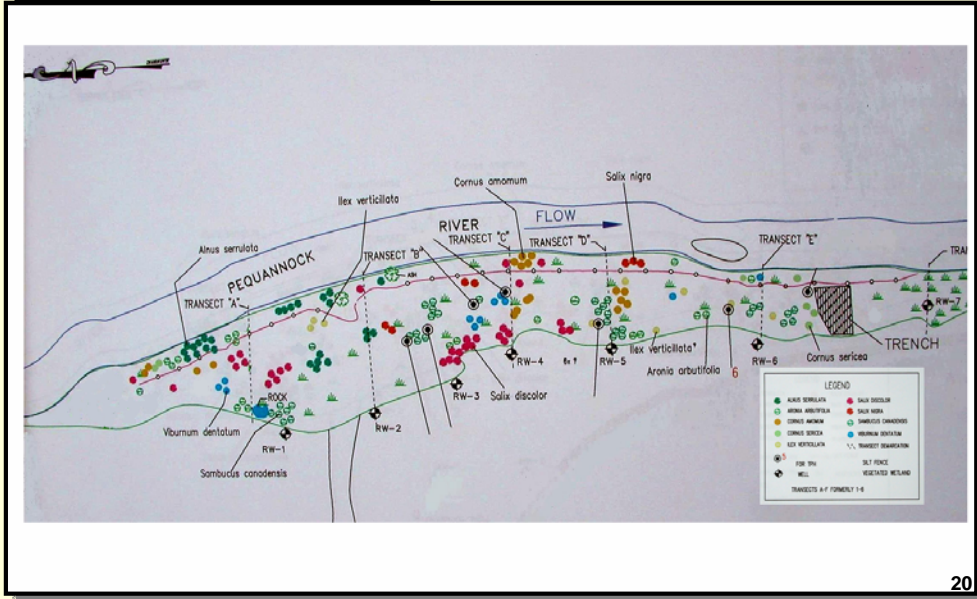 Cornus amomum
Salix nigra
Ilex verticillata
FLOW
RIVER
TRANSECT "C"
TRANSECT "D"
TRANSECT "E"
Alnus serrulata
TRANSECT "B"
PEQUANNOCK
ASH
TRANSECT "A"
RW-7
TRENCH
Ilex verticillata
RW-4
RW-5
RW-6
Cornus sericea
Aronia arbutifolia
6
RW-3
Salix discolor
ROCK
RW-2
Viburnum dentatum
RW-1
Sambucus canadensis
LEGEND
ALNUS SERRULATA
SALIX DISCOLOR
ARONIA ARBUTIFOLIA
SALIX NIGRA
CORNUS AMOMUM
SAMBUCUS CANADENSIS
CORNUS SERICEA
VIBURNUM DENTATUM
ILEX VERTICILLATA
TRANSECT DEMARCATION
5
FOR TPH
SILT FENCE
WELL
VEGETATED WETLAND
TRANSECTS A-F FORMERLY 1-6
20